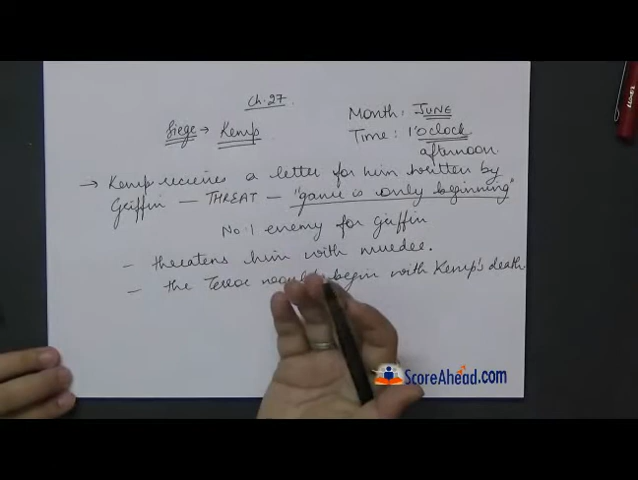 Ch. 27
Siege → Kemp
Month: JUNE
Time: 1'oclock
afternoon.
→ Kemp recieves a letter for him written by
Griffin — THREAT — "game is only beginning"
No: 1 enemy for Griffin
– threatens him with murder.
– the Terror would begin with Kemp's death
ScoreAhead.com